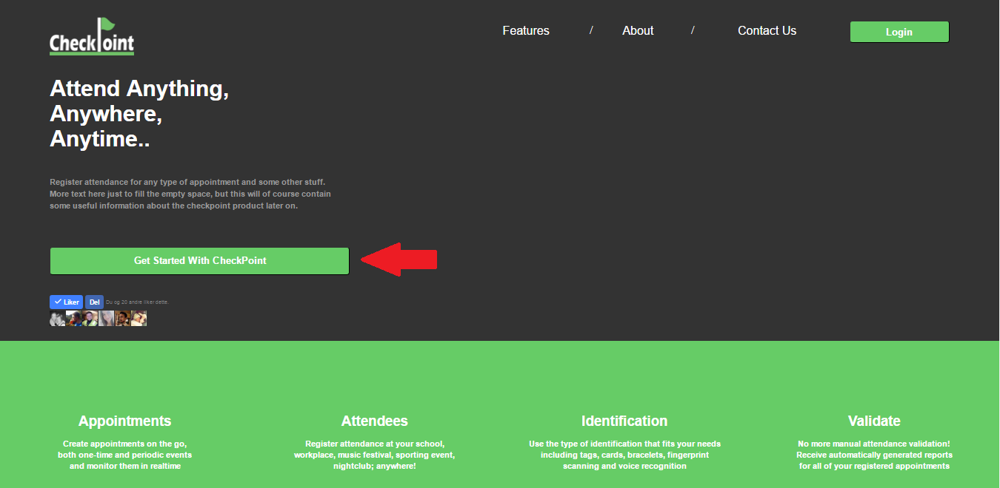 CheckPoint
Features / About / Contact Us
Login
Attend Anything,
Anywhere,
Anytime..
Register attendance for any type of appointment and some other stuff.
More text here just to fill the empty space, but this will of course contain
some useful information about the checkpoint product later on.
Get Started With CheckPoint
Liker
Del
Du og 20 andre liker dette.
Appointments
Create appointments on the go,
both one-time and periodic events
and monitor them in realtime
Attendees
Register attendance at your school,
workplace, music festival, sporting event,
nightclub; anywhere!
Identification
Use the type of identification that fits your needs
including tags, cards, bracelets, fingerprint
scanning and voice recognition
Validate
No more manual attendance validation!
Receive automatically generated reports
for all of your registered appointments